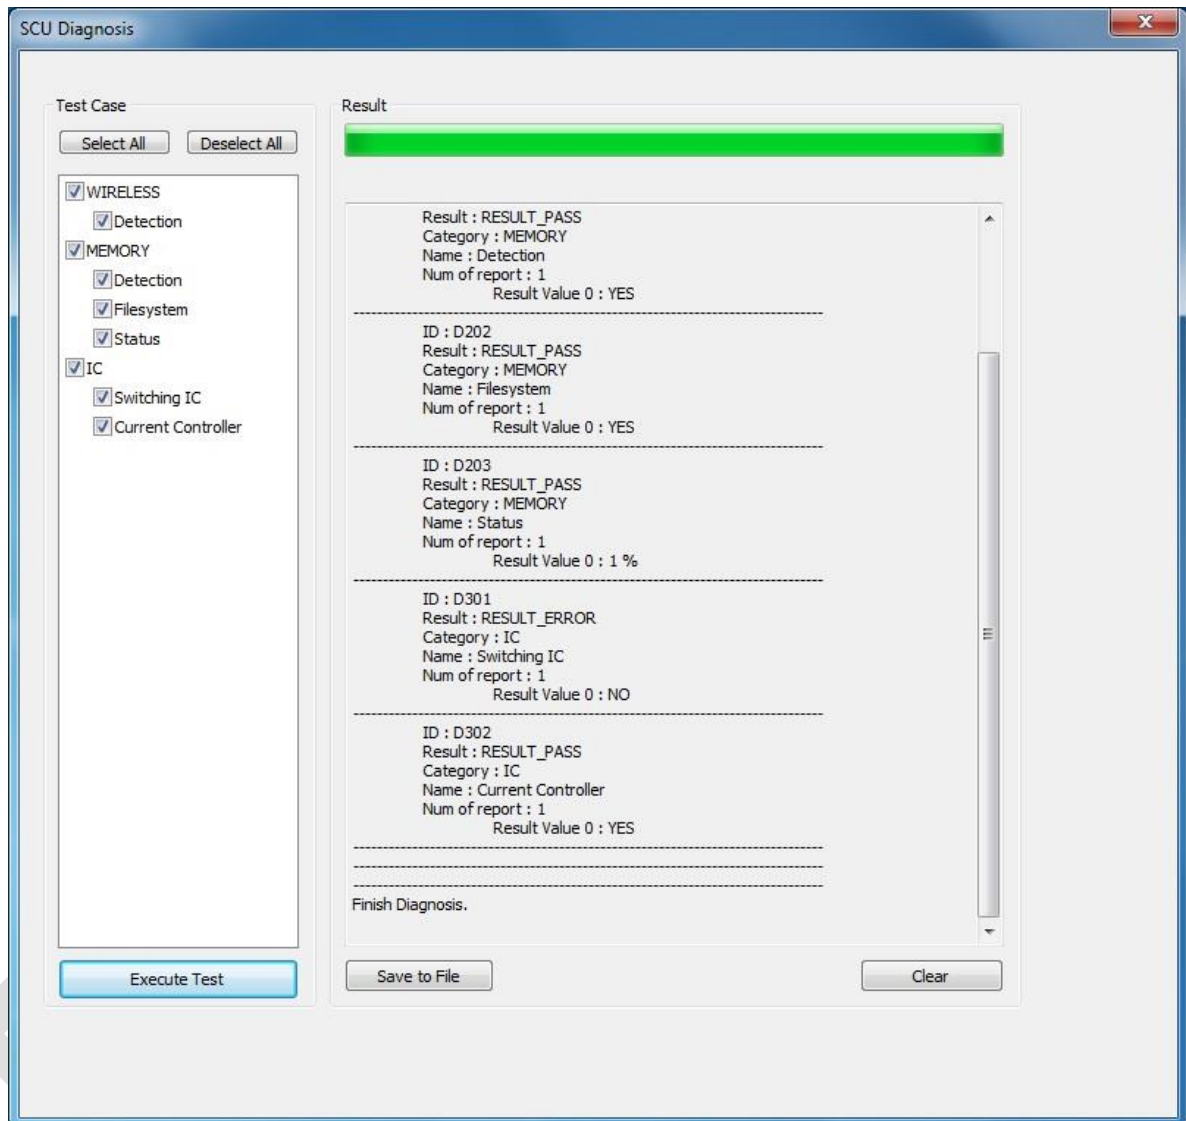 SCU Diagnosis
Test Case
Select All
Deselect All
WIRELESS
Detection
MEMORY
Detection
Filesystem
Status
IC
Switching IC
Current Controller
Execute Test
Result
Result : RESULT_PASS
Category : MEMORY
Name : Detection
Num of report : 1
Result Value 0 : YES
--------------------------------------------------------------------------------
ID : D202
Result : RESULT_PASS
Category : MEMORY
Name : Filesystem
Num of report : 1
Result Value 0 : YES
--------------------------------------------------------------------------------
ID : D203
Result : RESULT_PASS
Category : MEMORY
Name : Status
Num of report : 1
Result Value 0 : 1 %
--------------------------------------------------------------------------------
ID : D301
Result : RESULT_ERROR
Category : IC
Name : Switching IC
Num of report : 1
Result Value 0 : NO
--------------------------------------------------------------------------------
ID : D302
Result : RESULT_PASS
Category : IC
Name : Current Controller
Num of report : 1
Result Value 0 : YES
--------------------------------------------------------------------------------
--------------------------------------------------------------------------------
--------------------------------------------------------------------------------
Finish Diagnosis.
Save to File
Clear